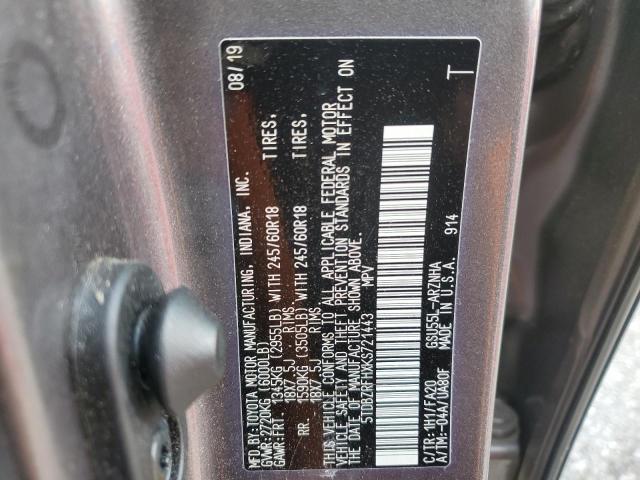 MFD.BY:TOYOTA MOTOR MANUFACTURING, INDIANA, INC. 08/19
GVWR:2720KG (6000LB)
GAWR:FRT. 1345KG (2955LB) WITH 245/60R18 TIRES,
18X7.5J RIMS,
RR. 1590KG (3505LB) WITH 245/60R18 TIRES,
18X7.5J RIMS
THIS VEHICLE CONFORMS TO ALL APPLICABLE FEDERAL MOTOR
VEHICLE SAFETY AND THEFT PREVENTION STANDARDS IN EFFECT ON
THE DATE OF MANUFACTURE SHOWN ABOVE.
5TDBZRFHXKS721443 MPV
C/TR:1H1/FA20 GSU55L-ARZNHA
A/TM:-04A/UA80F MADE IN U.S.A. 914
T